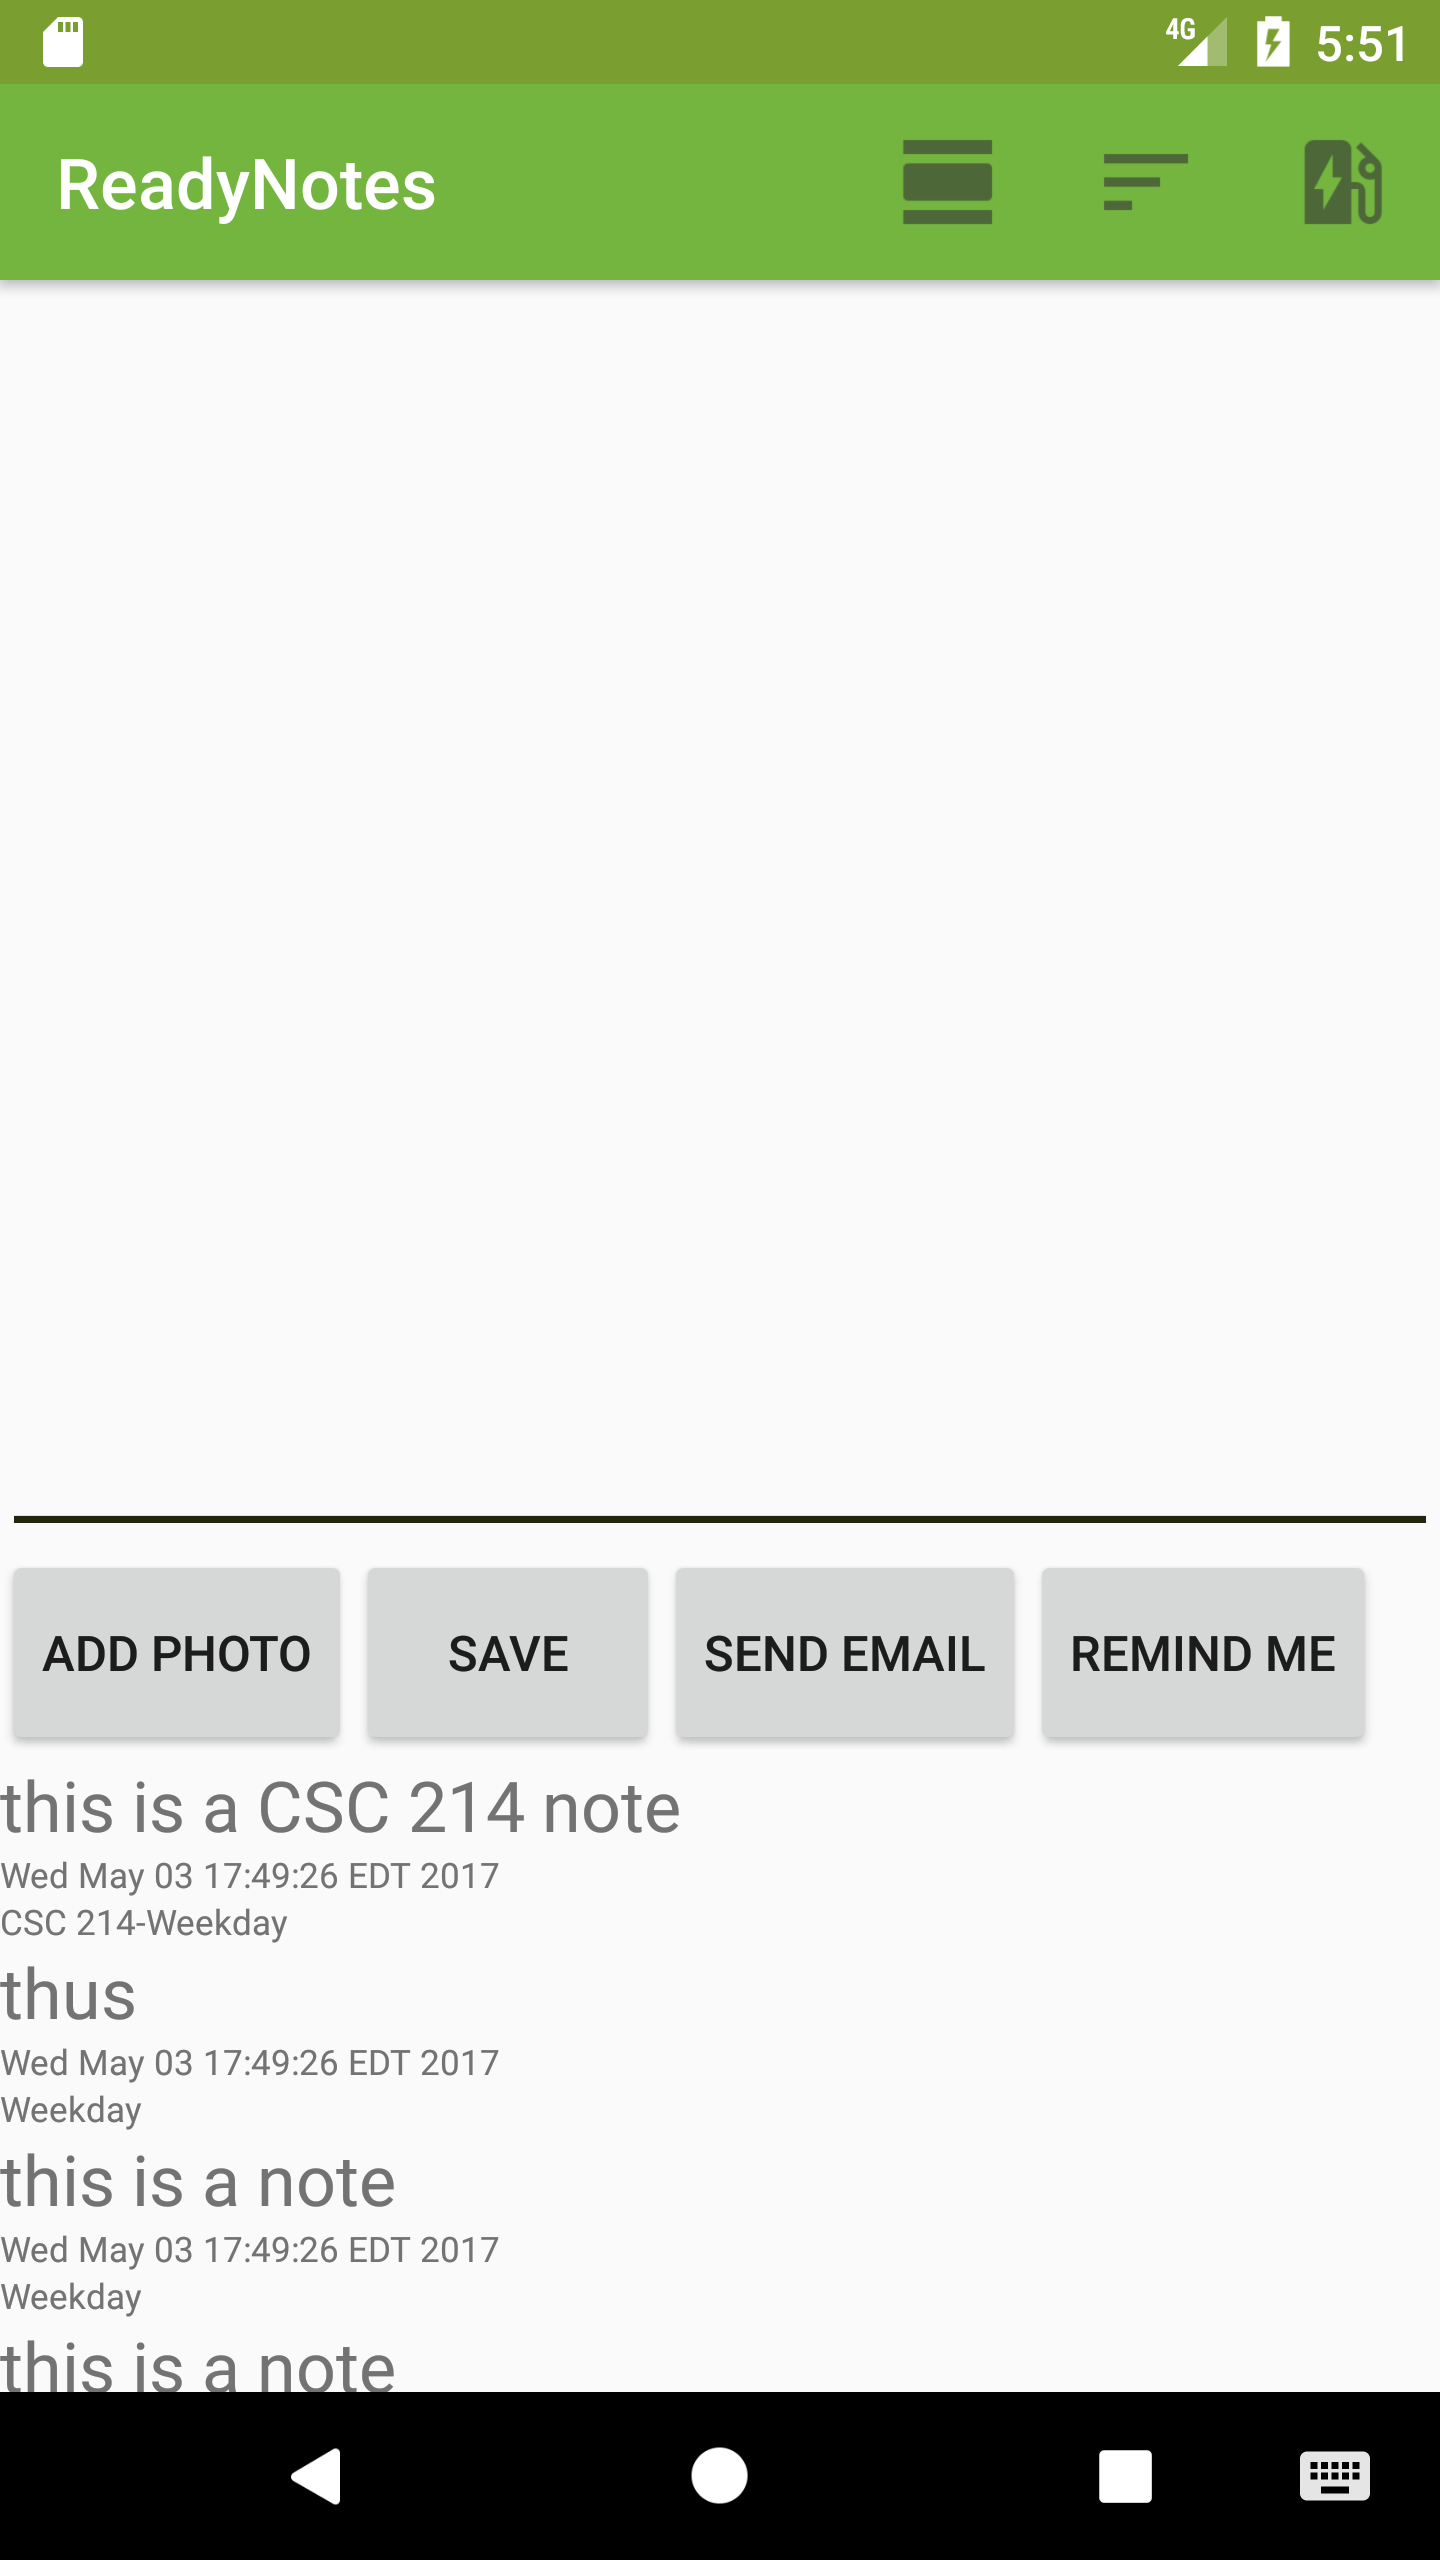 4G 5:51
ReadyNotes
ADD PHOTO SAVE SEND EMAIL REMIND ME
this is a CSC 214 note
Wed May 03 17:49:26 EDT 2017
CSC 214-Weekday
thus
Wed May 03 17:49:26 EDT 2017
Weekday
this is a note
Wed May 03 17:49:26 EDT 2017
Weekday
this is a note